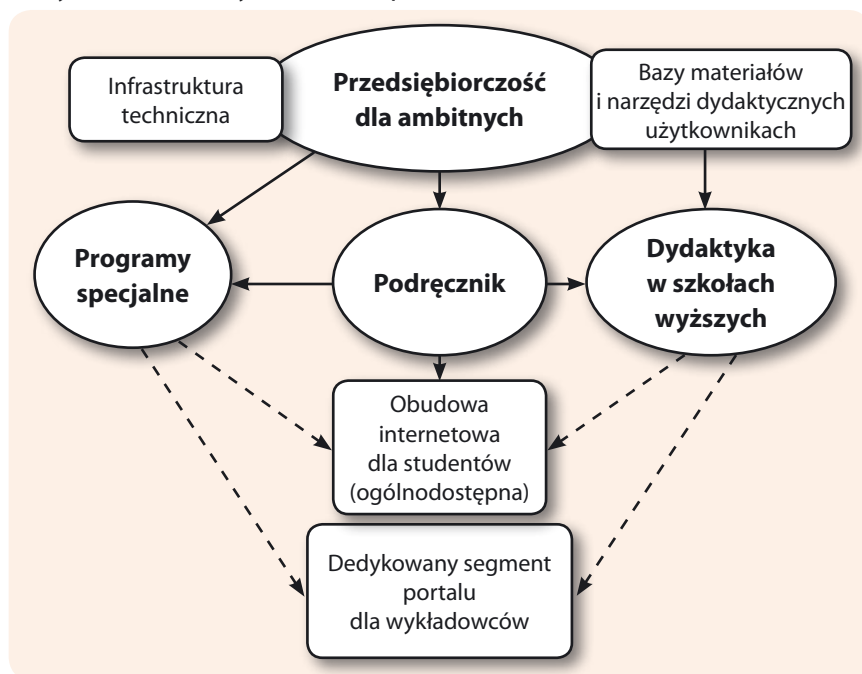 Infrastruktura
techniczna
Przedsiębiorczość
dla ambitnych
Bazy materiałów
i narzędzi dydaktycznych
użytkownikach
Programy
specjalne
Podręcznik
Dydaktyka
w szkołach
wyższych
Obudowa
internetowa
dla studentów
(ogólnodostępna)
Dedykowany segment
portalu
dla wykładowców